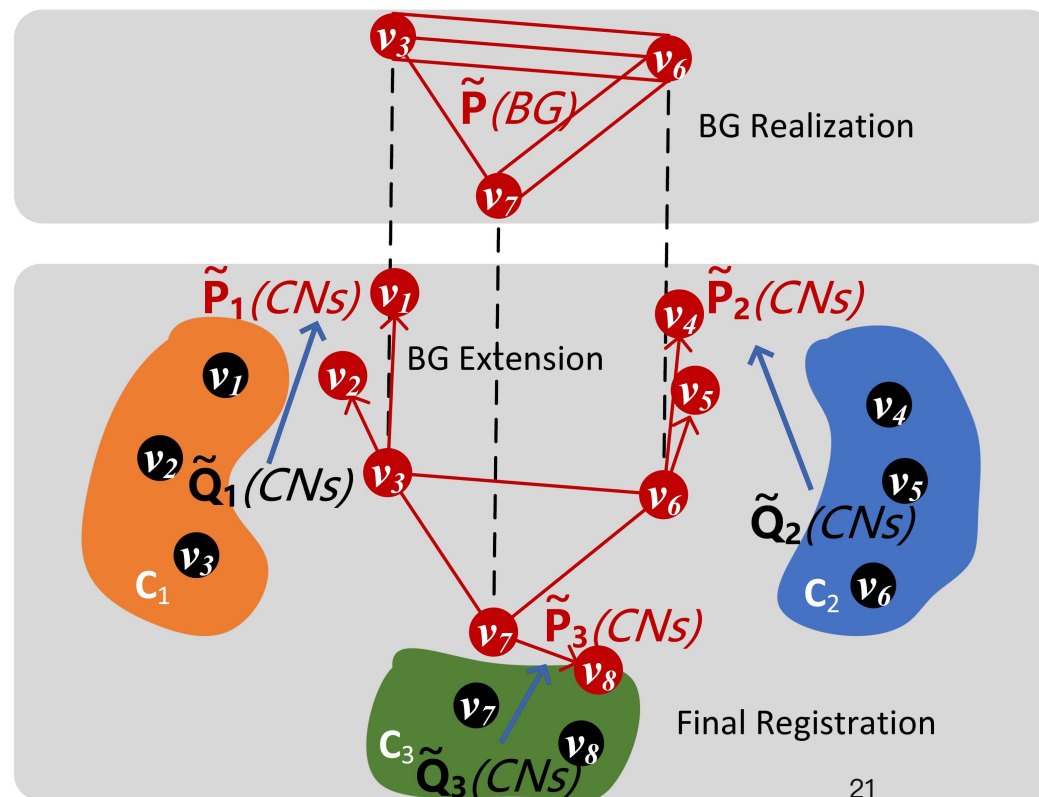 v3
v6
P̃(BG)
BG Realization
v7
P̃1(CNs)
v1
P̃2(CNs)
v4
BG Extension
v1
v2
v5
v4
v2
v3
Q̃1(CNs)
v6
v5
Q̃2(CNs)
v3
C1
C2
v6
v7
P̃3(CNs)
v8
v7
Final Registration
C3
v8
Q̃3(CNs)
21